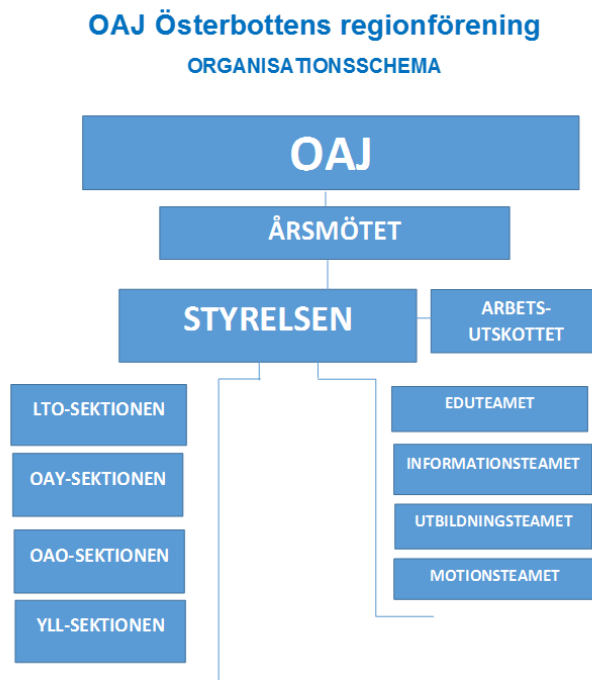 OAJ Österbottens regionförening
ORGANISATIONSSCHEMA
OAJ
ÅRSMÖTET
STYRELSEN
ARBETS-
UTSKOTTET
LTO-SEKTIONEN
OAY-SEKTIONEN
OAO-SEKTIONEN
YLL-SEKTIONEN
EDUTEAMET
INFORMATIONSTEAMET
UTBILDNINGSTEAMET
MOTIONSTEAMET